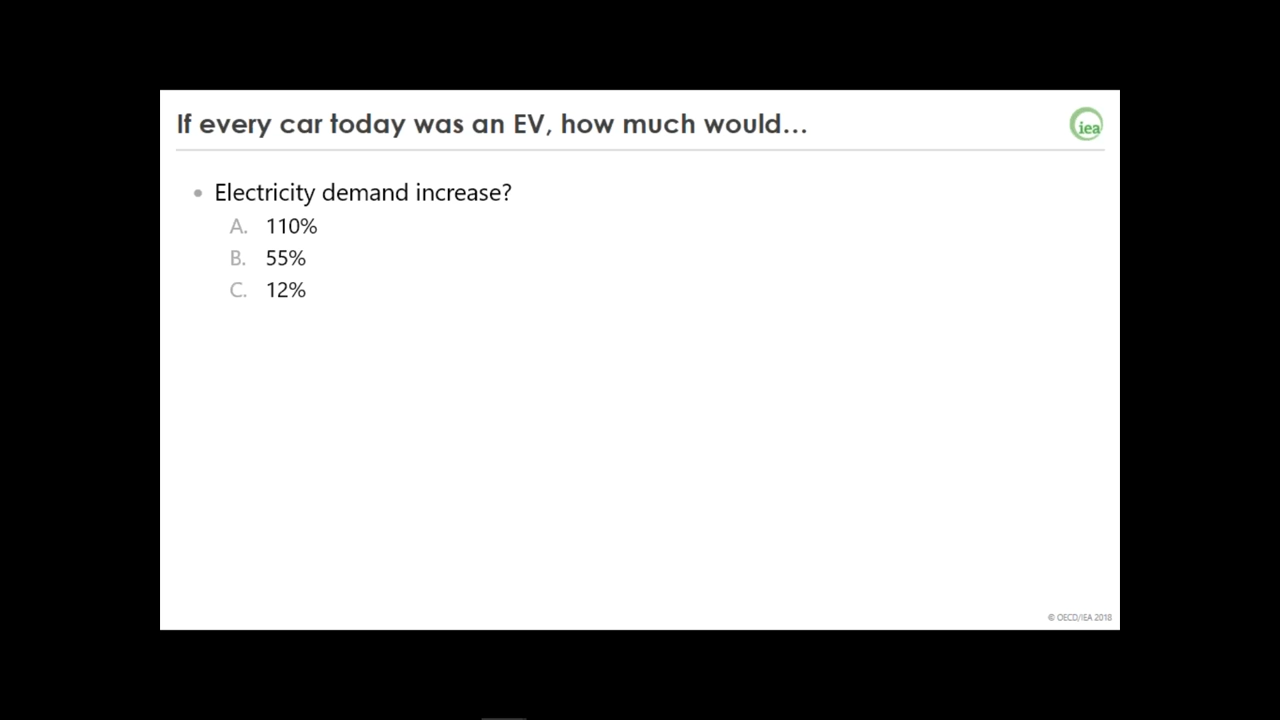 If every car today was an EV, how much would...
iea
• Electricity demand increase?
A. 110%
B. 55%
C. 12%
© OECD/IEA 2018